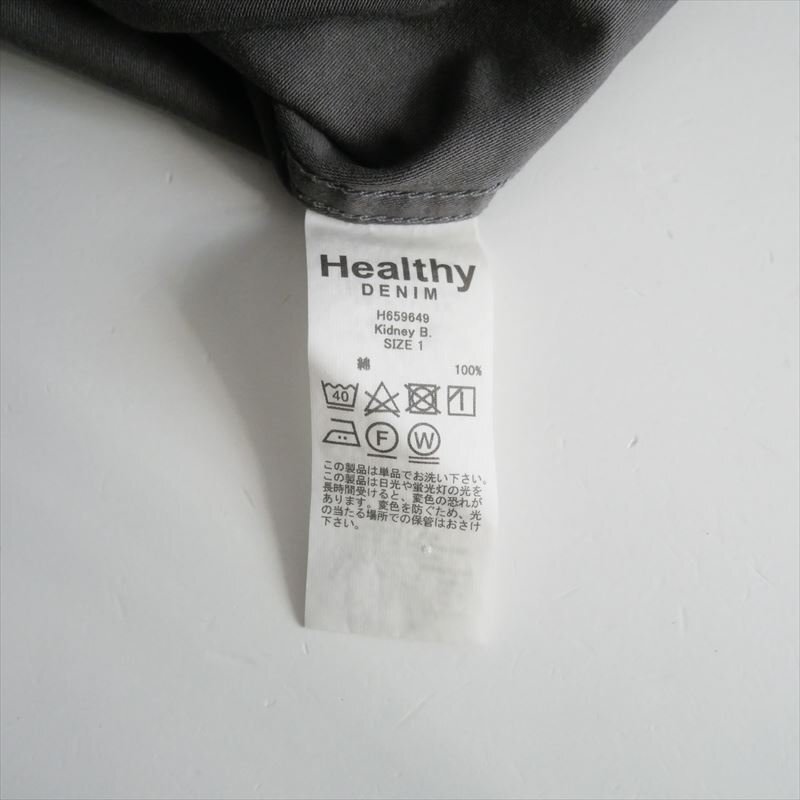 Healthy
DENIM
H659649
Kidney B.
SIZE 1
綿 100%
40
F W
この製品は単品でお洗い下さい。
この製品は日光や蛍光灯の光を
長時間受けると、変色の恐れが
あります。変色を防ぐため、光
の当たる場所での保管はおさけ
下さい。